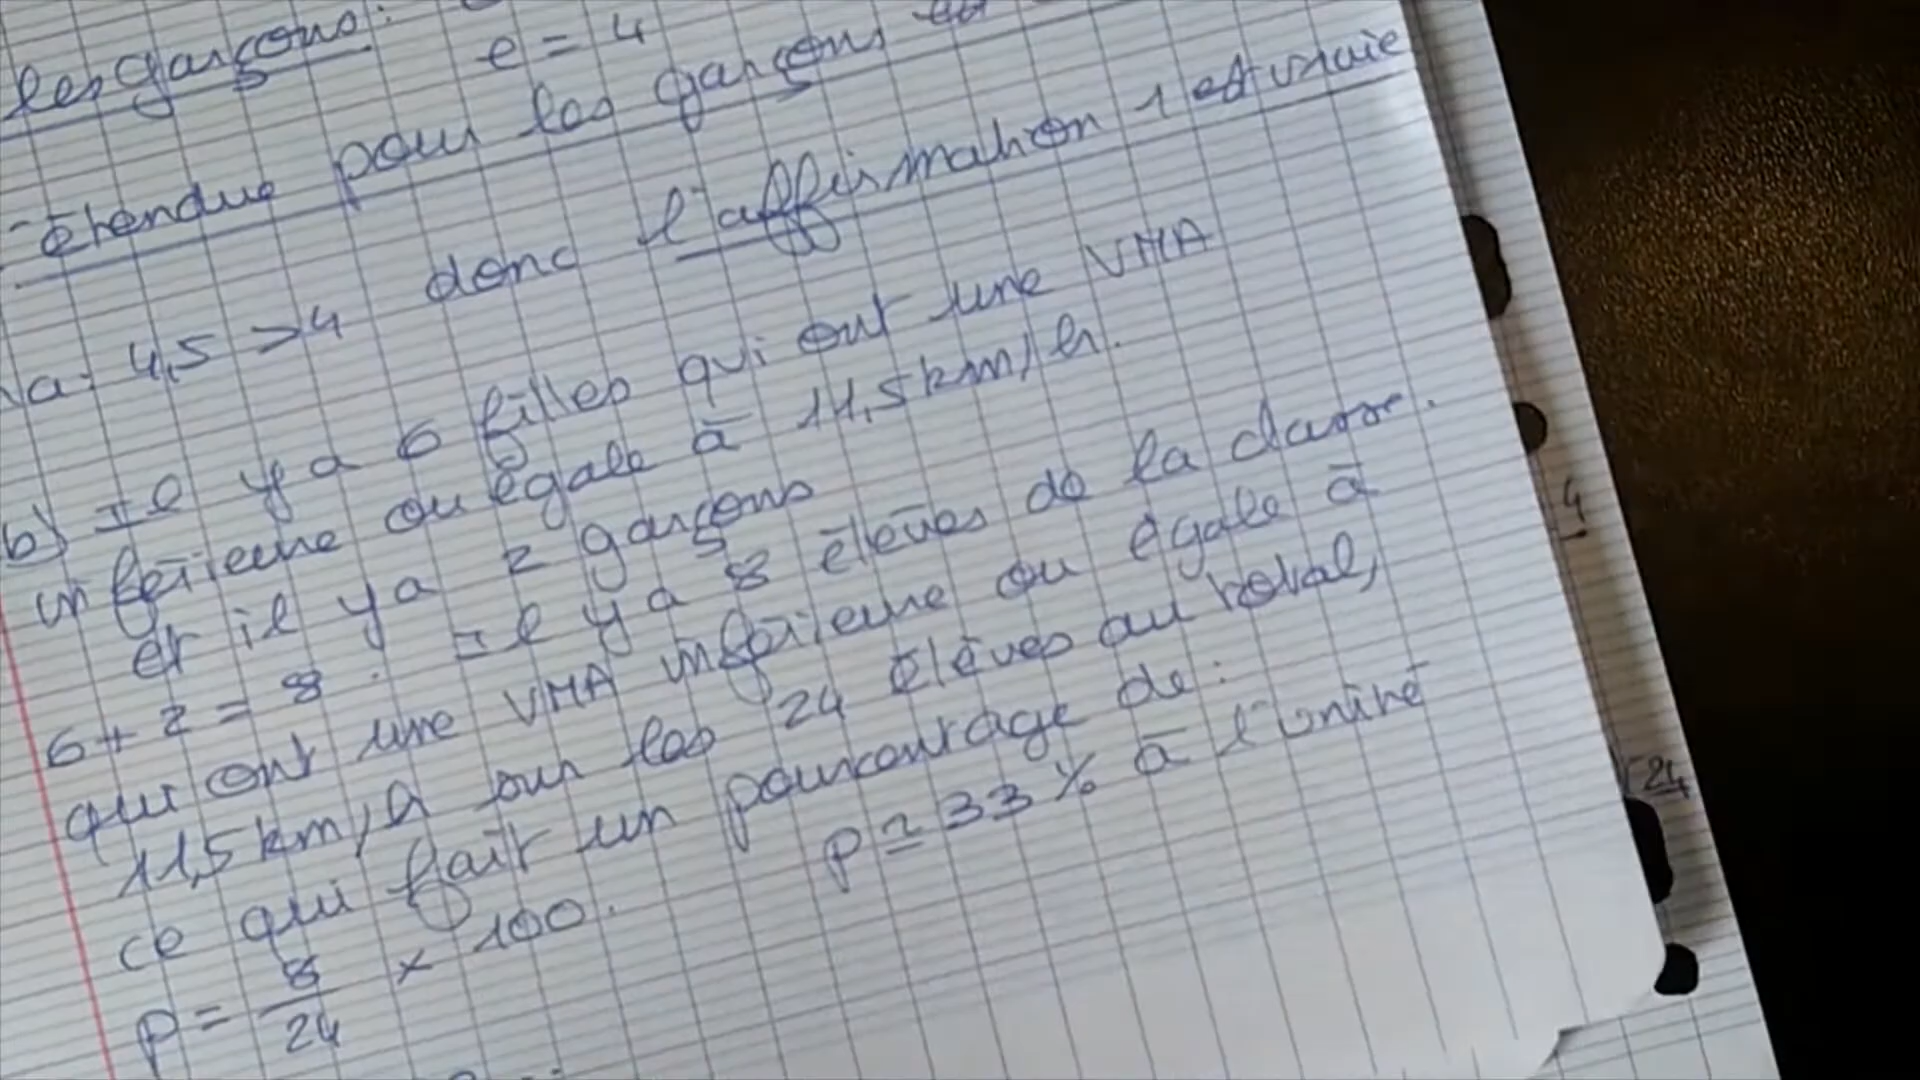 les garçons:
e = 4
- étendue pour les garçons
a- 4,5 > 4 donc l'affirmation 1 est vraie
b) Il y a 6 filles qui ont une VMA
inférieure ou égale à 11,5 km/h.
et il y a 2 garçons
6 + 2 = 8. Il y a 8 élèves de la classe.
qui ont une VMA inférieure ou égale à
11,5 km/h sur les 24 élèves au total,
ce qui fait un pourcentage de:
P = 8/24 × 100. P ≃ 33 % à l'unité
4
24